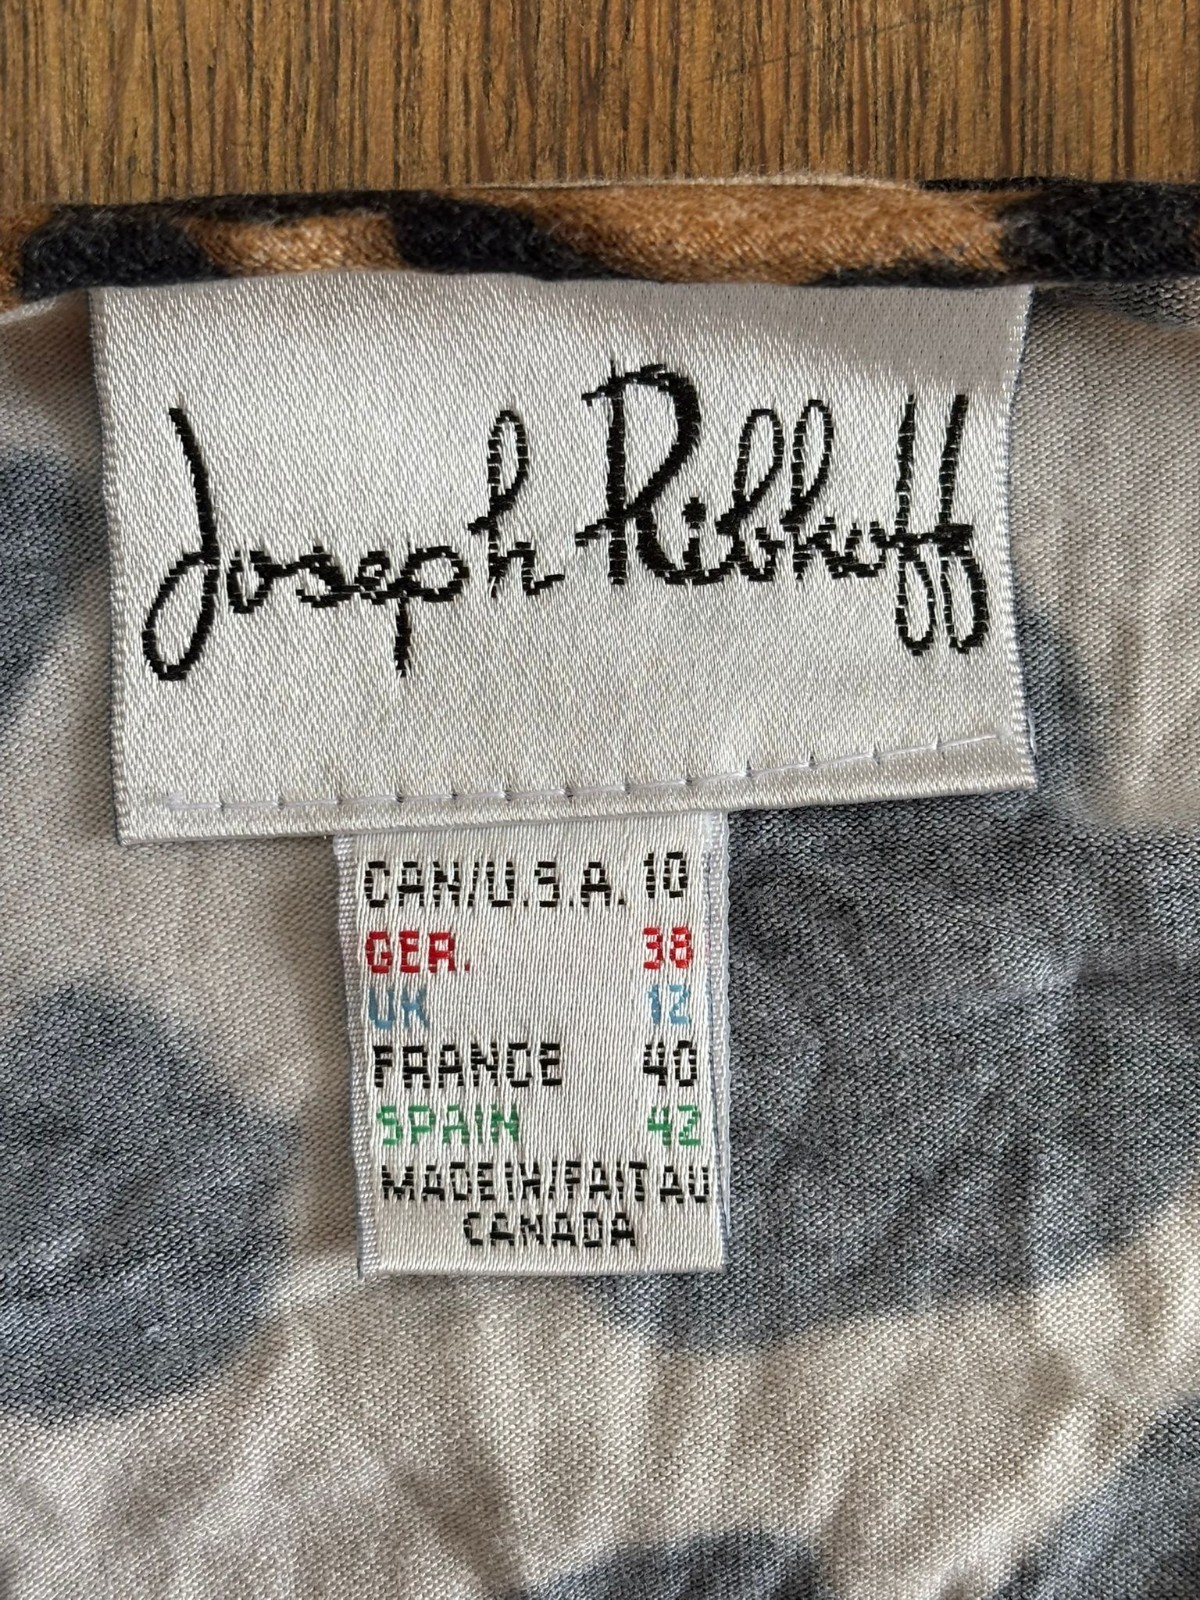 Joseph Ribkoff
CAN/U.S.A. 10
GER. 38
UK 12
FRANCE 40
SPAIN 42
MADE IN/FAIT AU
CANADA